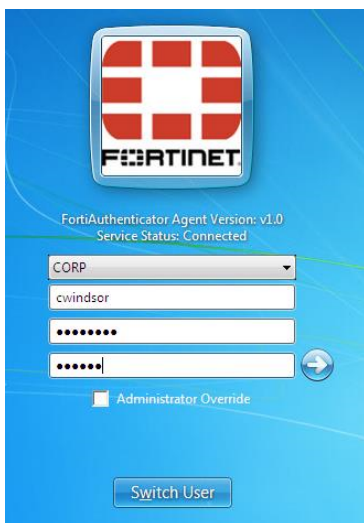 FORTINET
FortiAuthenticator Agent Version: v1.0
Service Status: Connected
CORP
cwindsor
••••••••
••••••
Administrator Override
Switch User